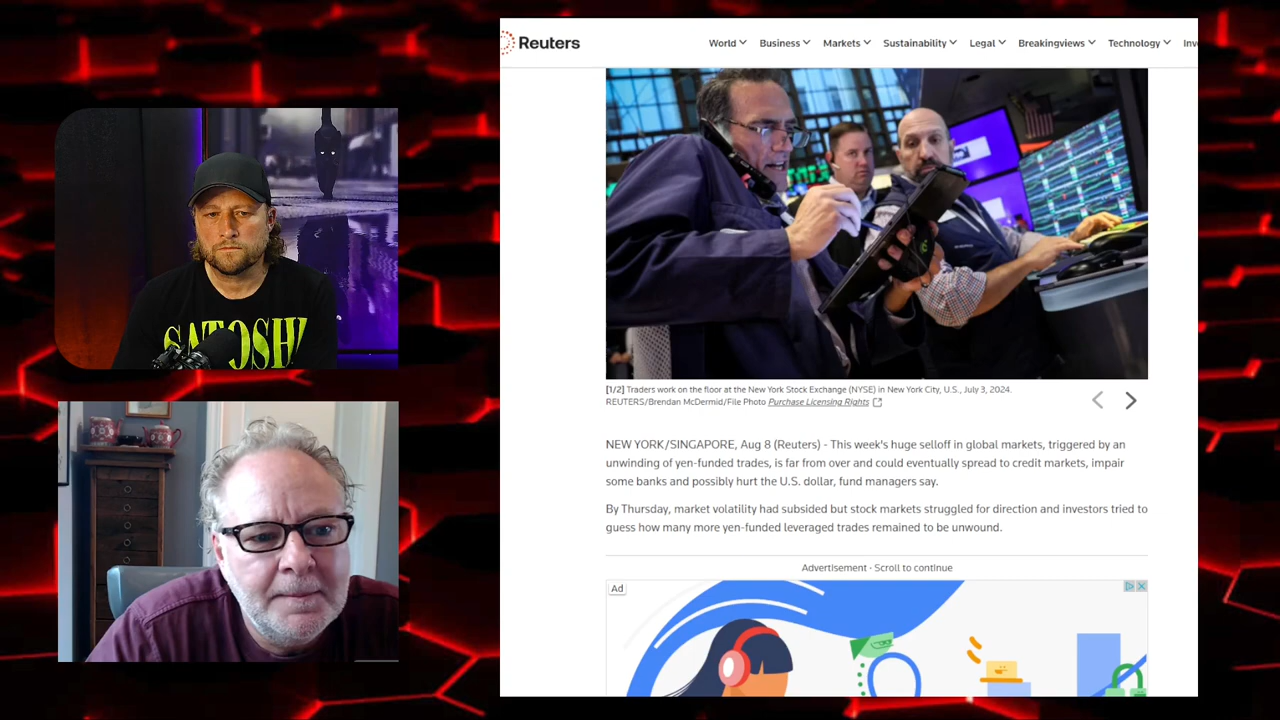 Reuters
World Business Markets Sustainability Legal Breakingviews Technology Inv
SATOSHI
[1/2] Traders work on the floor at the New York Stock Exchange (NYSE) in New York City, U.S., July 3, 2024.
REUTERS/Brendan McDermid/File Photo Purchase Licensing Rights
NEW YORK/SINGAPORE, Aug 8 (Reuters) - This week's huge selloff in global markets, triggered by an
unwinding of yen-funded trades, is far from over and could eventually spread to credit markets, impair
some banks and possibly hurt the U.S. dollar, fund managers say.
By Thursday, market volatility had subsided but stock markets struggled for direction and investors tried to
guess how many more yen-funded leveraged trades remained to be unwound.
Advertisement · Scroll to continue
Ad